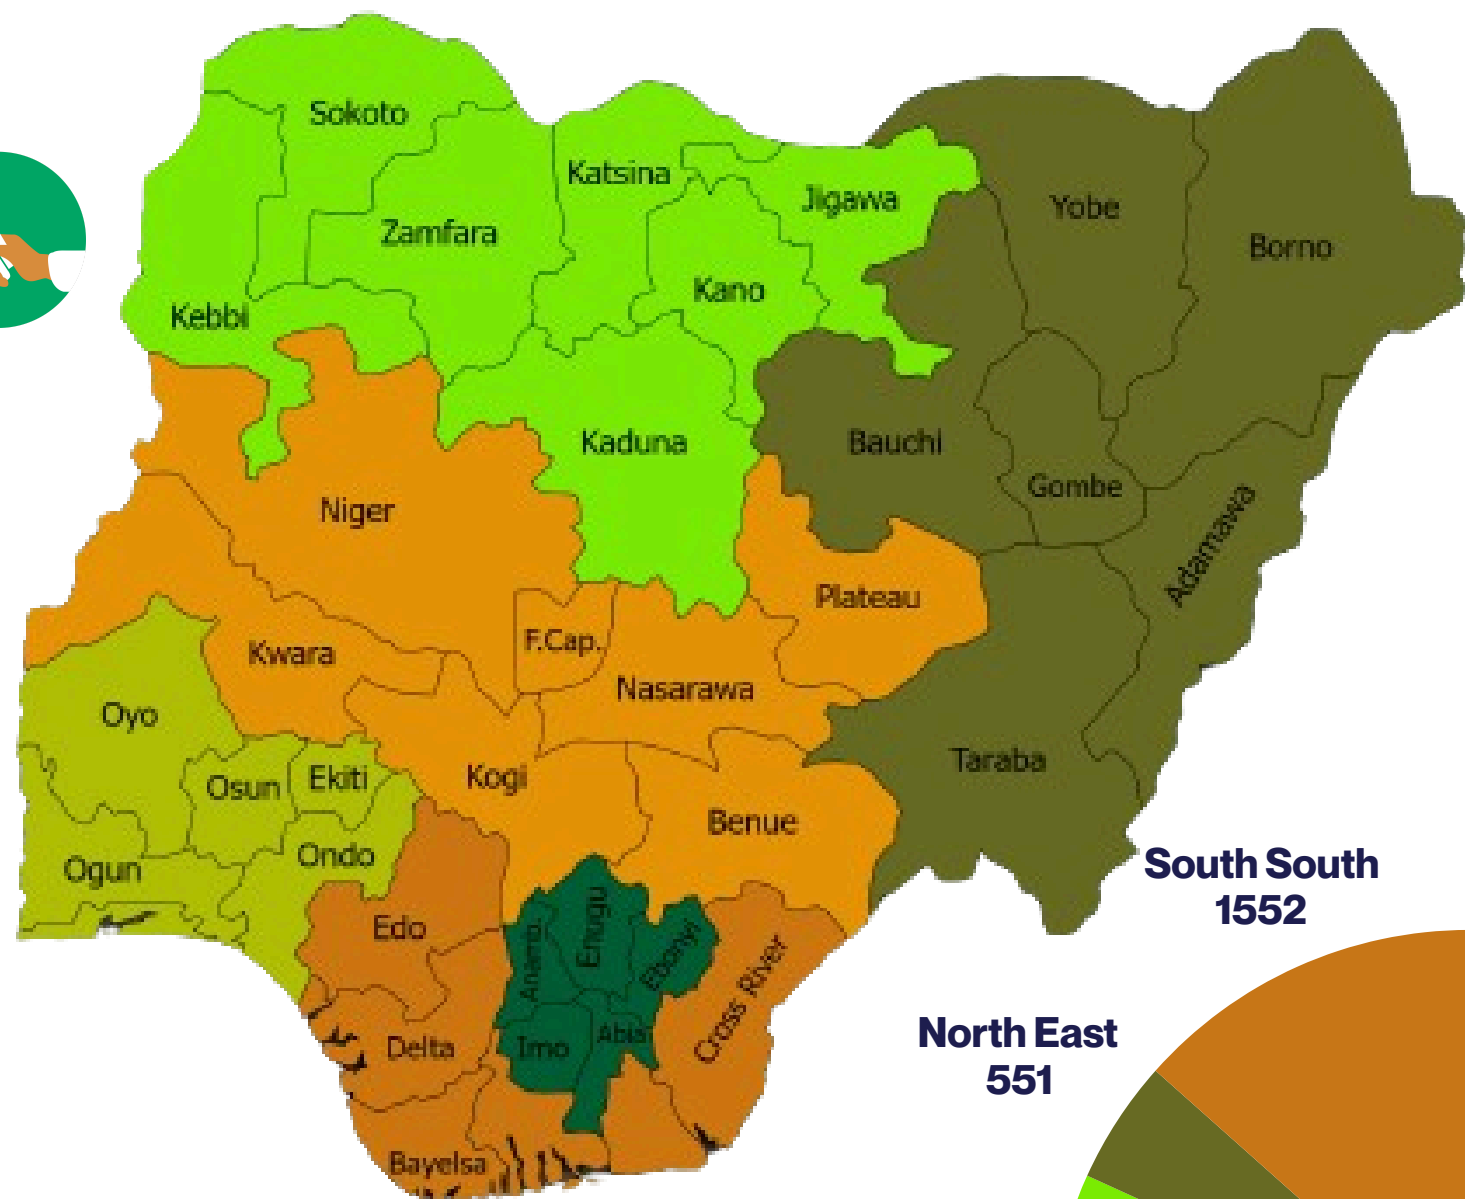 Sokoto
Katsina
Jigawa
Yobe
Zamfara
Borno
Kano
Kebbi
Kaduna
Bauchi
Gombe
Niger
Adamawa
Plateau
F.Cap.
Kwara
Nasarawa
Oyo
Taraba
Kogi
Ekiti
Osun
Benue
Ondo
Ogun
South South
1552
Edo
Enugu
Anamb.
Ebonyi
Cross River
North East
551
Abia
Imo
Delta
Bayelsa